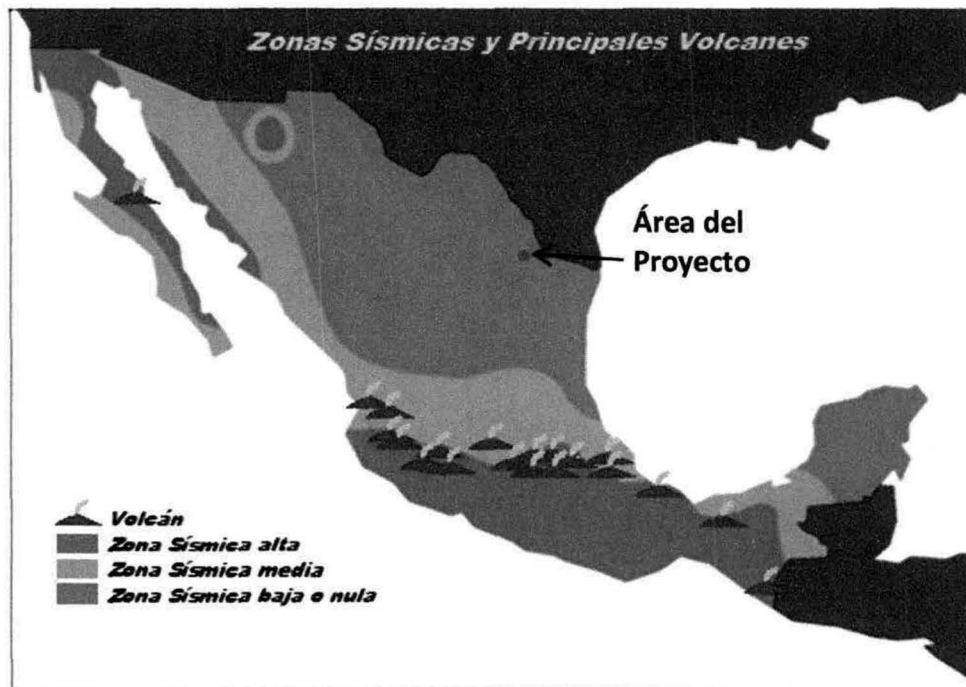 Zonas Sísmicas y Principales Volcanes
Área del
Proyecto
Volcán
Zona Sísmica alta
Zona Sísmica media
Zona Sísmica baja o nula